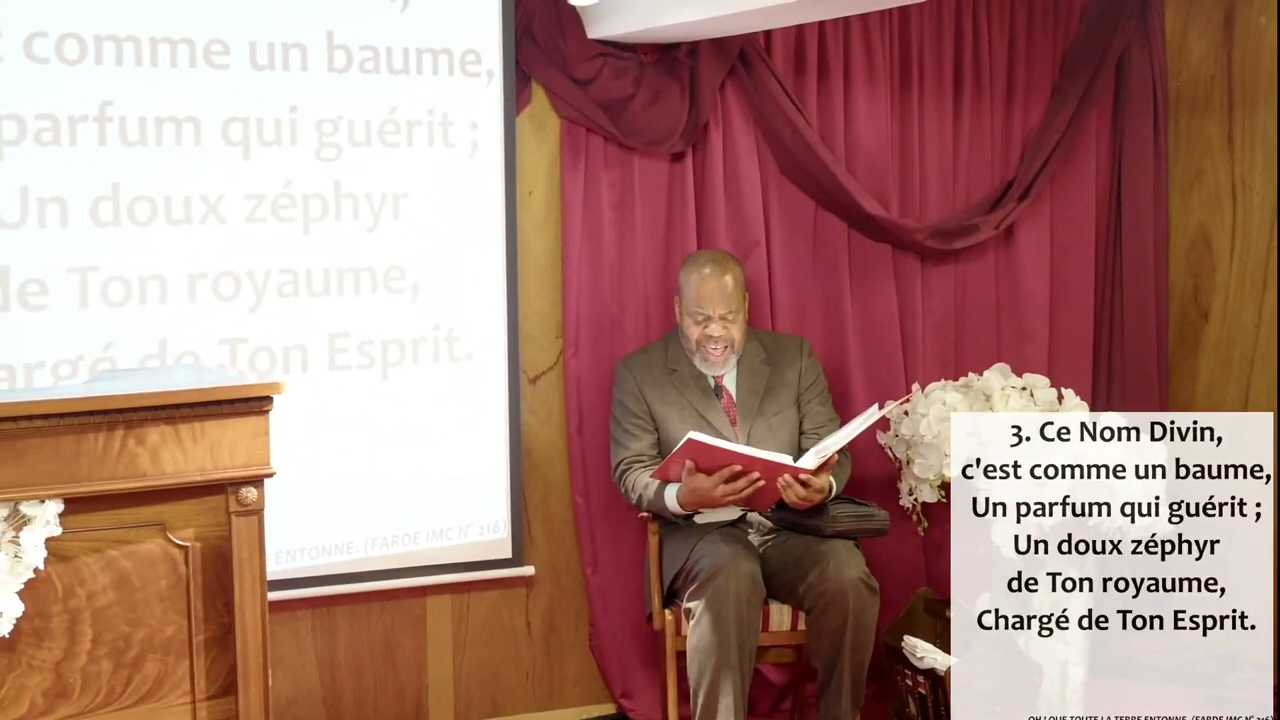 comme un baume,
parfum qui guérit ;
Un doux zéphyr
de Ton royaume,
argé de Ton Esprit.
ENTONNE. (FARDE IMC N° 216)
3. Ce Nom Divin,
c'est comme un baume,
Un parfum qui guérit ;
Un doux zéphyr
de Ton royaume,
Chargé de Ton Esprit.
OH ! QUE TOUTE LA TERRE ENTONNE. (FARDE IMC N° 216)